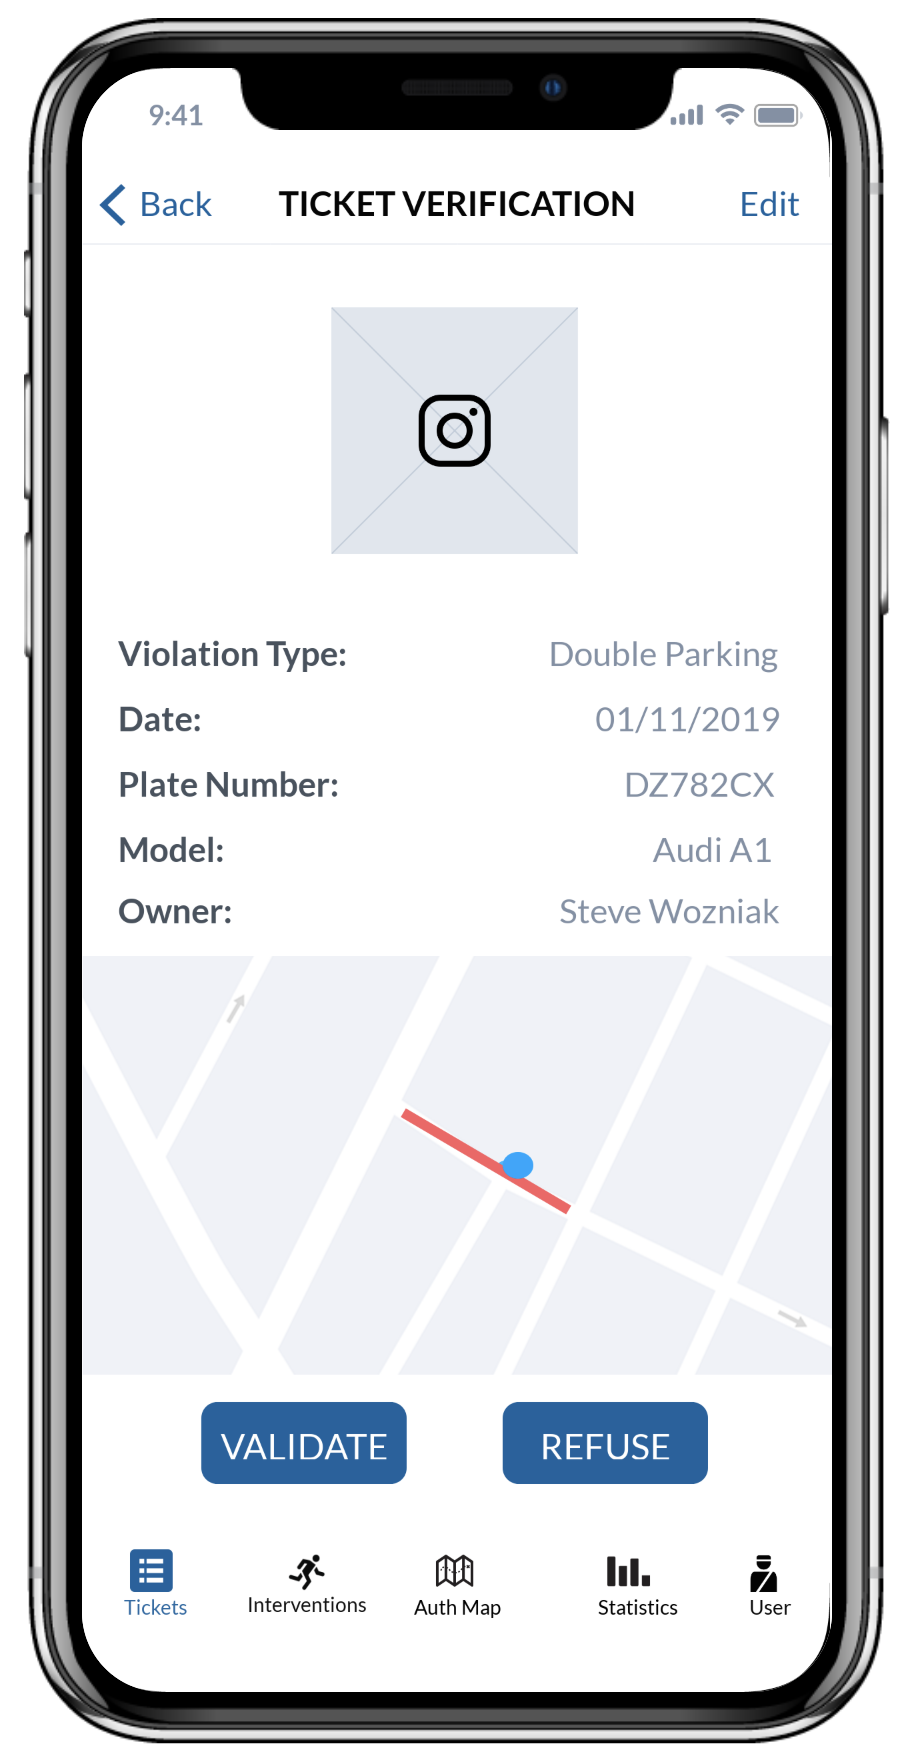 9:41
Back TICKET VERIFICATION Edit
Violation Type: Double Parking
Date: 01/11/2019
Plate Number: DZ782CX
Model: Audi A1
Owner: Steve Wozniak
VALIDATE REFUSE
Tickets Interventions Auth Map Statistics User